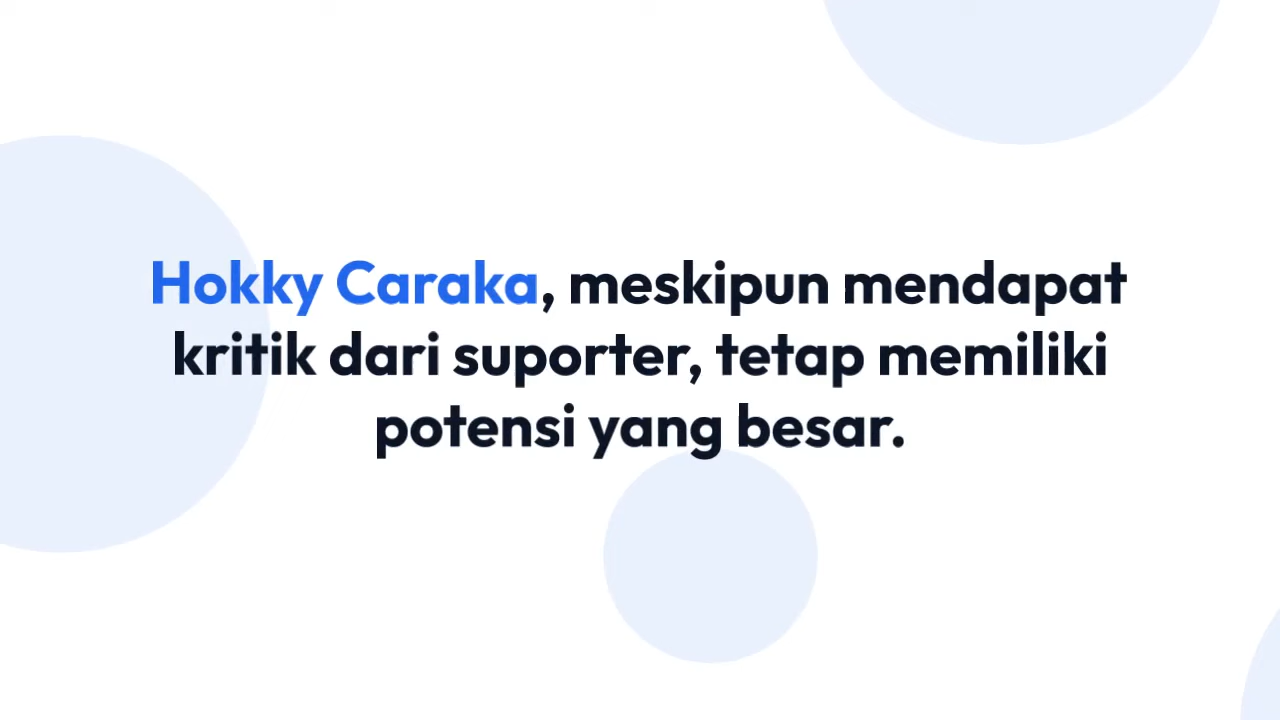 Hokky Caraka, meskipun mendapat
kritik dari suporter, tetap memiliki
potensi yang besar.